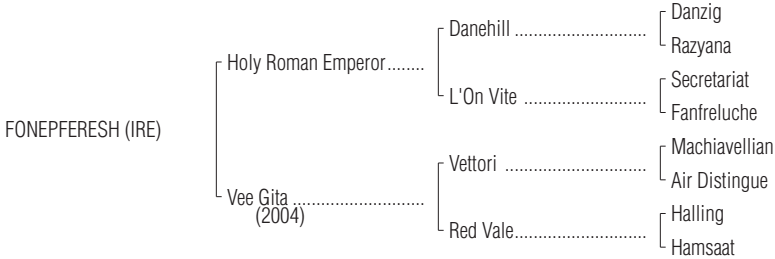 Danzig
Danehill ................................
Razyana
Holy Roman Emperor........
Secretariat
L'On Vite ..............................
Fanfreluche
FONEPFERESH (IRE)
Machiavellian
Vettori ..................................
Air Distingue
Vee Gita ............................
(2004)
Halling
Red Vale................................
Hamsaat